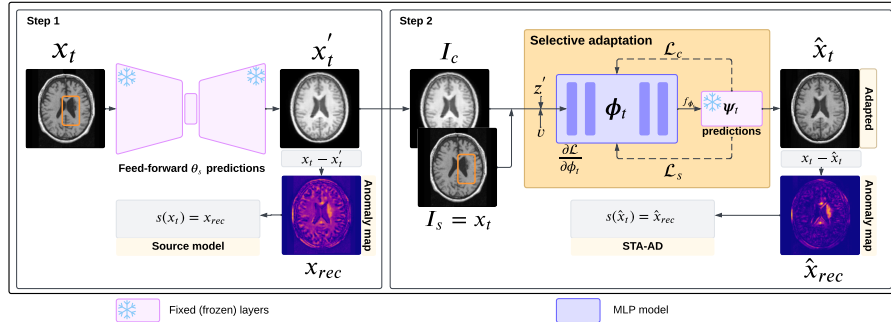 Step 1
x_t
x'_t
Feed-forward θ_s predictions
x_t − x'_t
Anomaly map
s(x_t) = x_rec
Source model
x_rec
Step 2
I_c
I_s = x_t
Selective adaptation
L_c
z'
v
ϕ_t
f_ϕ
ψ_t
predictions
∂L
∂ϕ_t
L_s
x̂_t
Adapted
x_t − x̂_t
Anomaly map
s(x̂_t) = x̂_rec
STA-AD
x̂_rec
Fixed (frozen) layers
MLP model